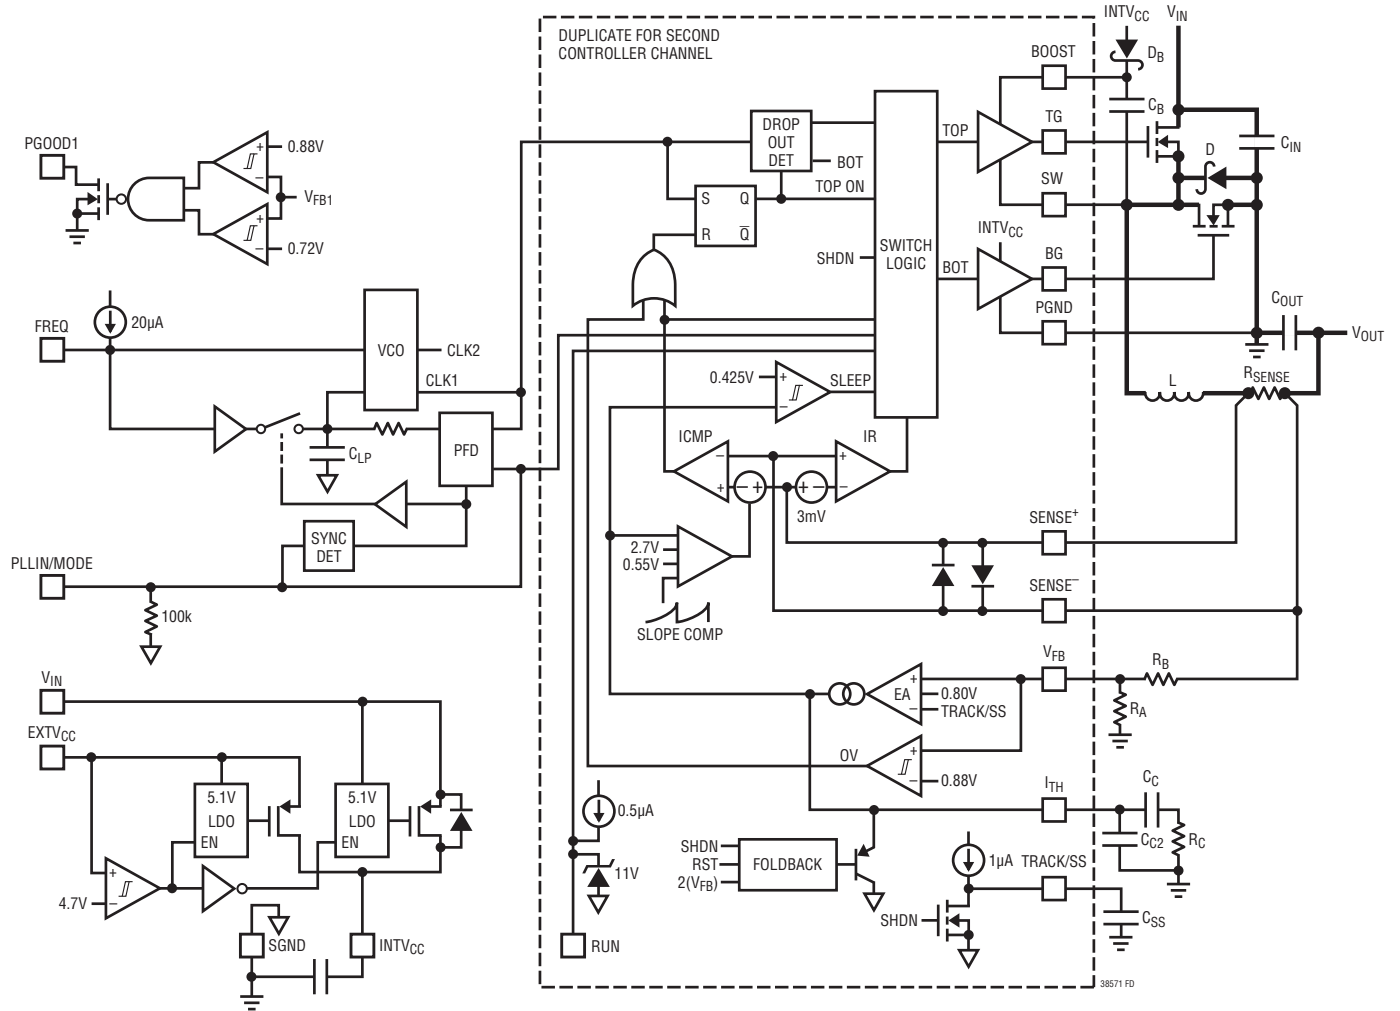 DUPLICATE FOR SECOND
CONTROLLER CHANNEL
INTVCC
VIN
BOOST
DB
CB
TG
CIN
D
SW
INTVCC
BG
PGND
COUT
VOUT
RSENSE
L
PGOOD1
+
–
0.88V
VFB1
+
–
0.72V
DROP
OUT
DET
BOT
TOP ON
TOP
S
Q
R
Q
SHDN
SWITCH
LOGIC
BOT
20µA
FREQ
VCO
CLK2
CLK1
0.425V
+
–
SLEEP
CLP
PFD
ICMP
–
+
– +
+ –
3mV
IR
+
–
SYNC
DET
2.7V
0.55V
SLOPE COMP
PLLIN/MODE
100k
SENSE+
SENSE–
VFB
RB
RA
EA
+
0.80V
TRACK/SS
–
OV
+
–
0.88V
VIN
EXTVCC
5.1V
LDO
EN
5.1V
LDO
EN
+
–
4.7V
SGND
INTVCC
0.5µA
11V
RUN
SHDN
RST
2(VFB)
FOLDBACK
ITH
CC
CC2
RC
1µA
TRACK/SS
SHDN
CSS
38571 FD